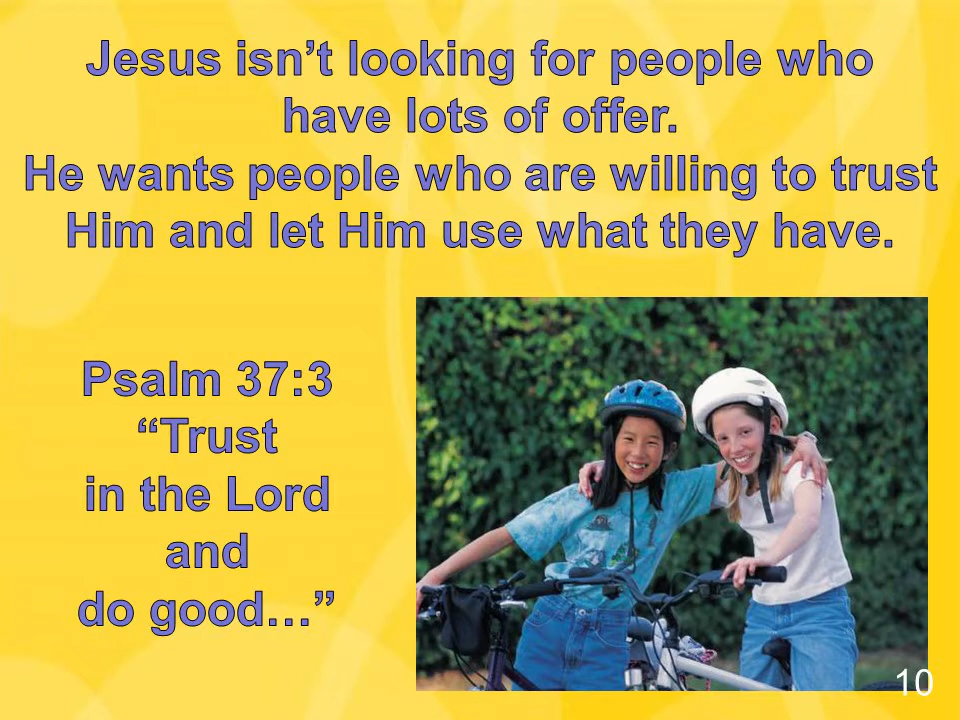 Jesus isn’t looking for people who
have lots of offer.
He wants people who are willing to trust
Him and let Him use what they have.
Psalm 37:3
“Trust
in the Lord
and
do good…”
10